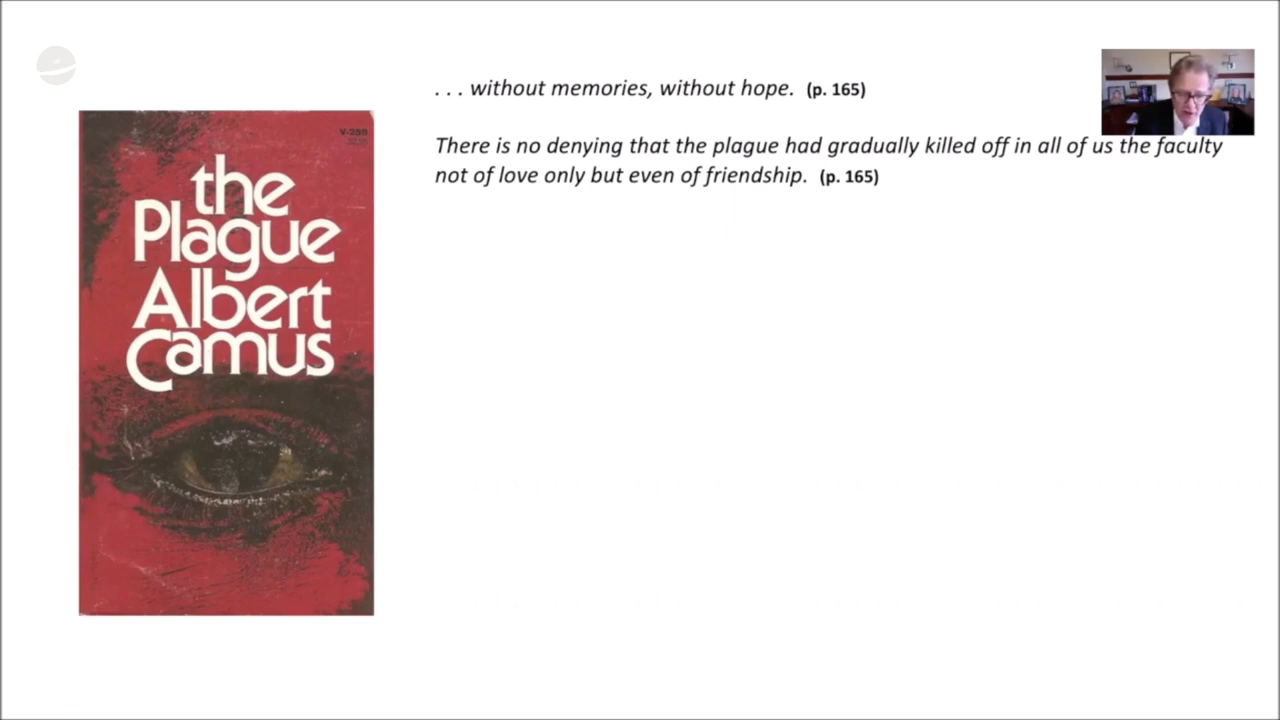 . . . without memories, without hope. (p. 165)
There is no denying that the plague had gradually killed off in all of us the faculty
not of love only but even of friendship. (p. 165)
V-258
the
Plague
Albert
Camus